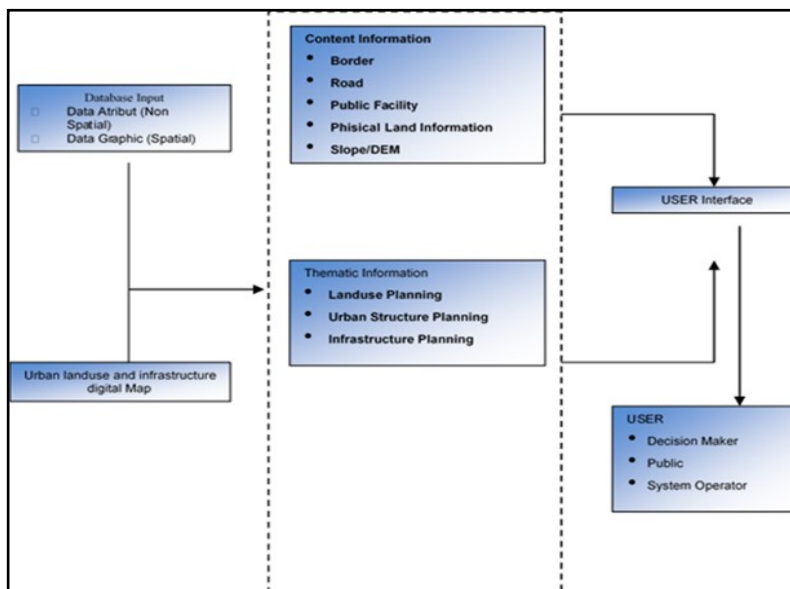 Database Input
Data Atribut (Non
Spatial)
Data Graphic (Spatial)
Urban landuse and infrastructure
digital Map
Content Information
• Border
• Road
• Public Facility
• Phisical Land Information
• Slope/DEM
Thematic Information
• Landuse Planning
• Urban Structure Planning
• Infrastructure Planning
USER Interface
USER
• Decision Maker
• Public
• System Operator